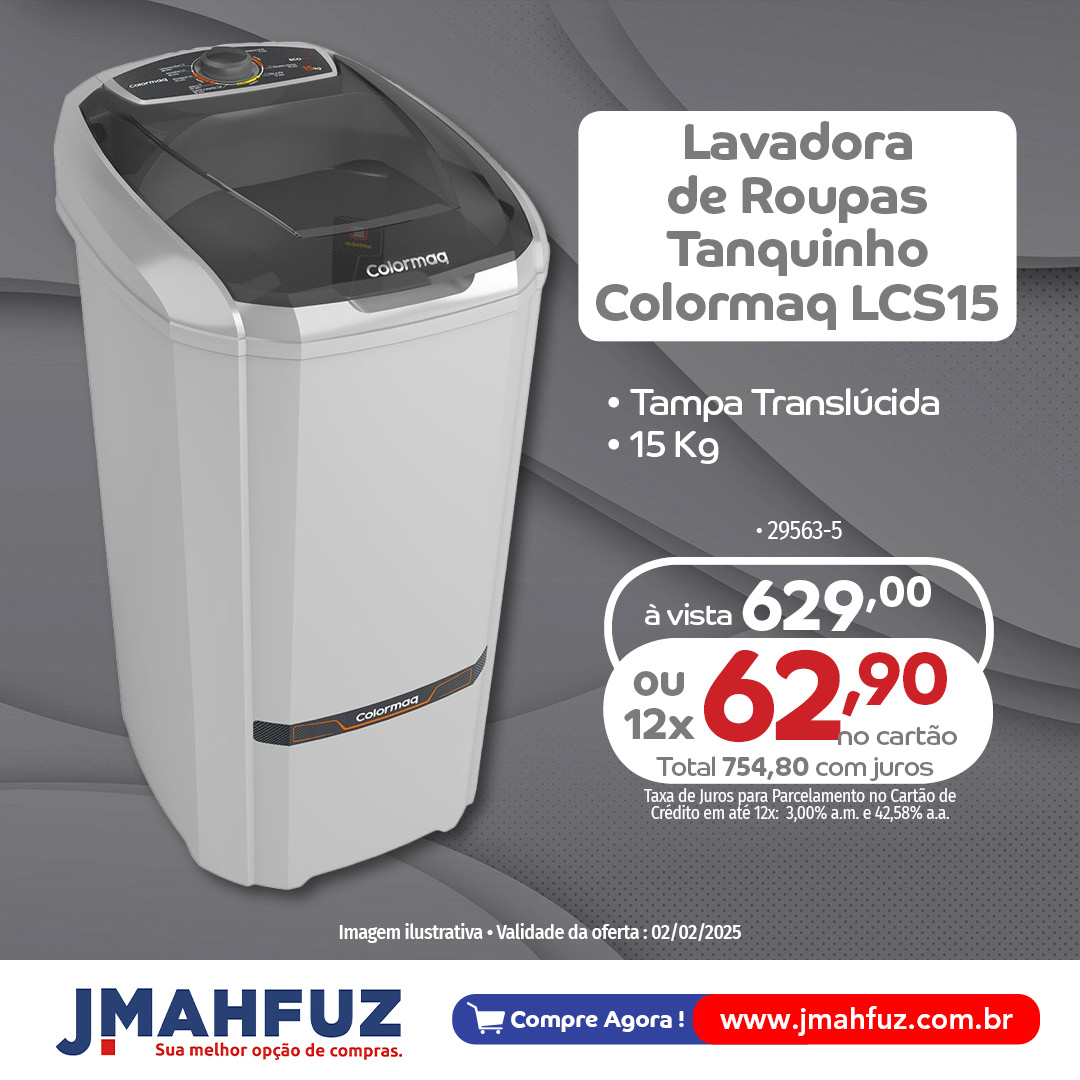 Colormaq
ECO
15kg
Colormaq
Colormaq
Lavadora
de Roupas
Tanquinho
Colormaq LCS15
• Tampa Translúcida
• 15 Kg
• 29563-5
à vista 629,00
ou
12x 62,90
no cartão
Total 754,80 com juros
Taxa de Juros para Parcelamento no Cartão de
Crédito em até 12x: 3,00% a.m. e 42,58% a.a.
Imagem ilustrativa • Validade da oferta : 02/02/2025
JMAHFUZ
Sua melhor opção de compras.
Compre Agora !
www.jmahfuz.com.br